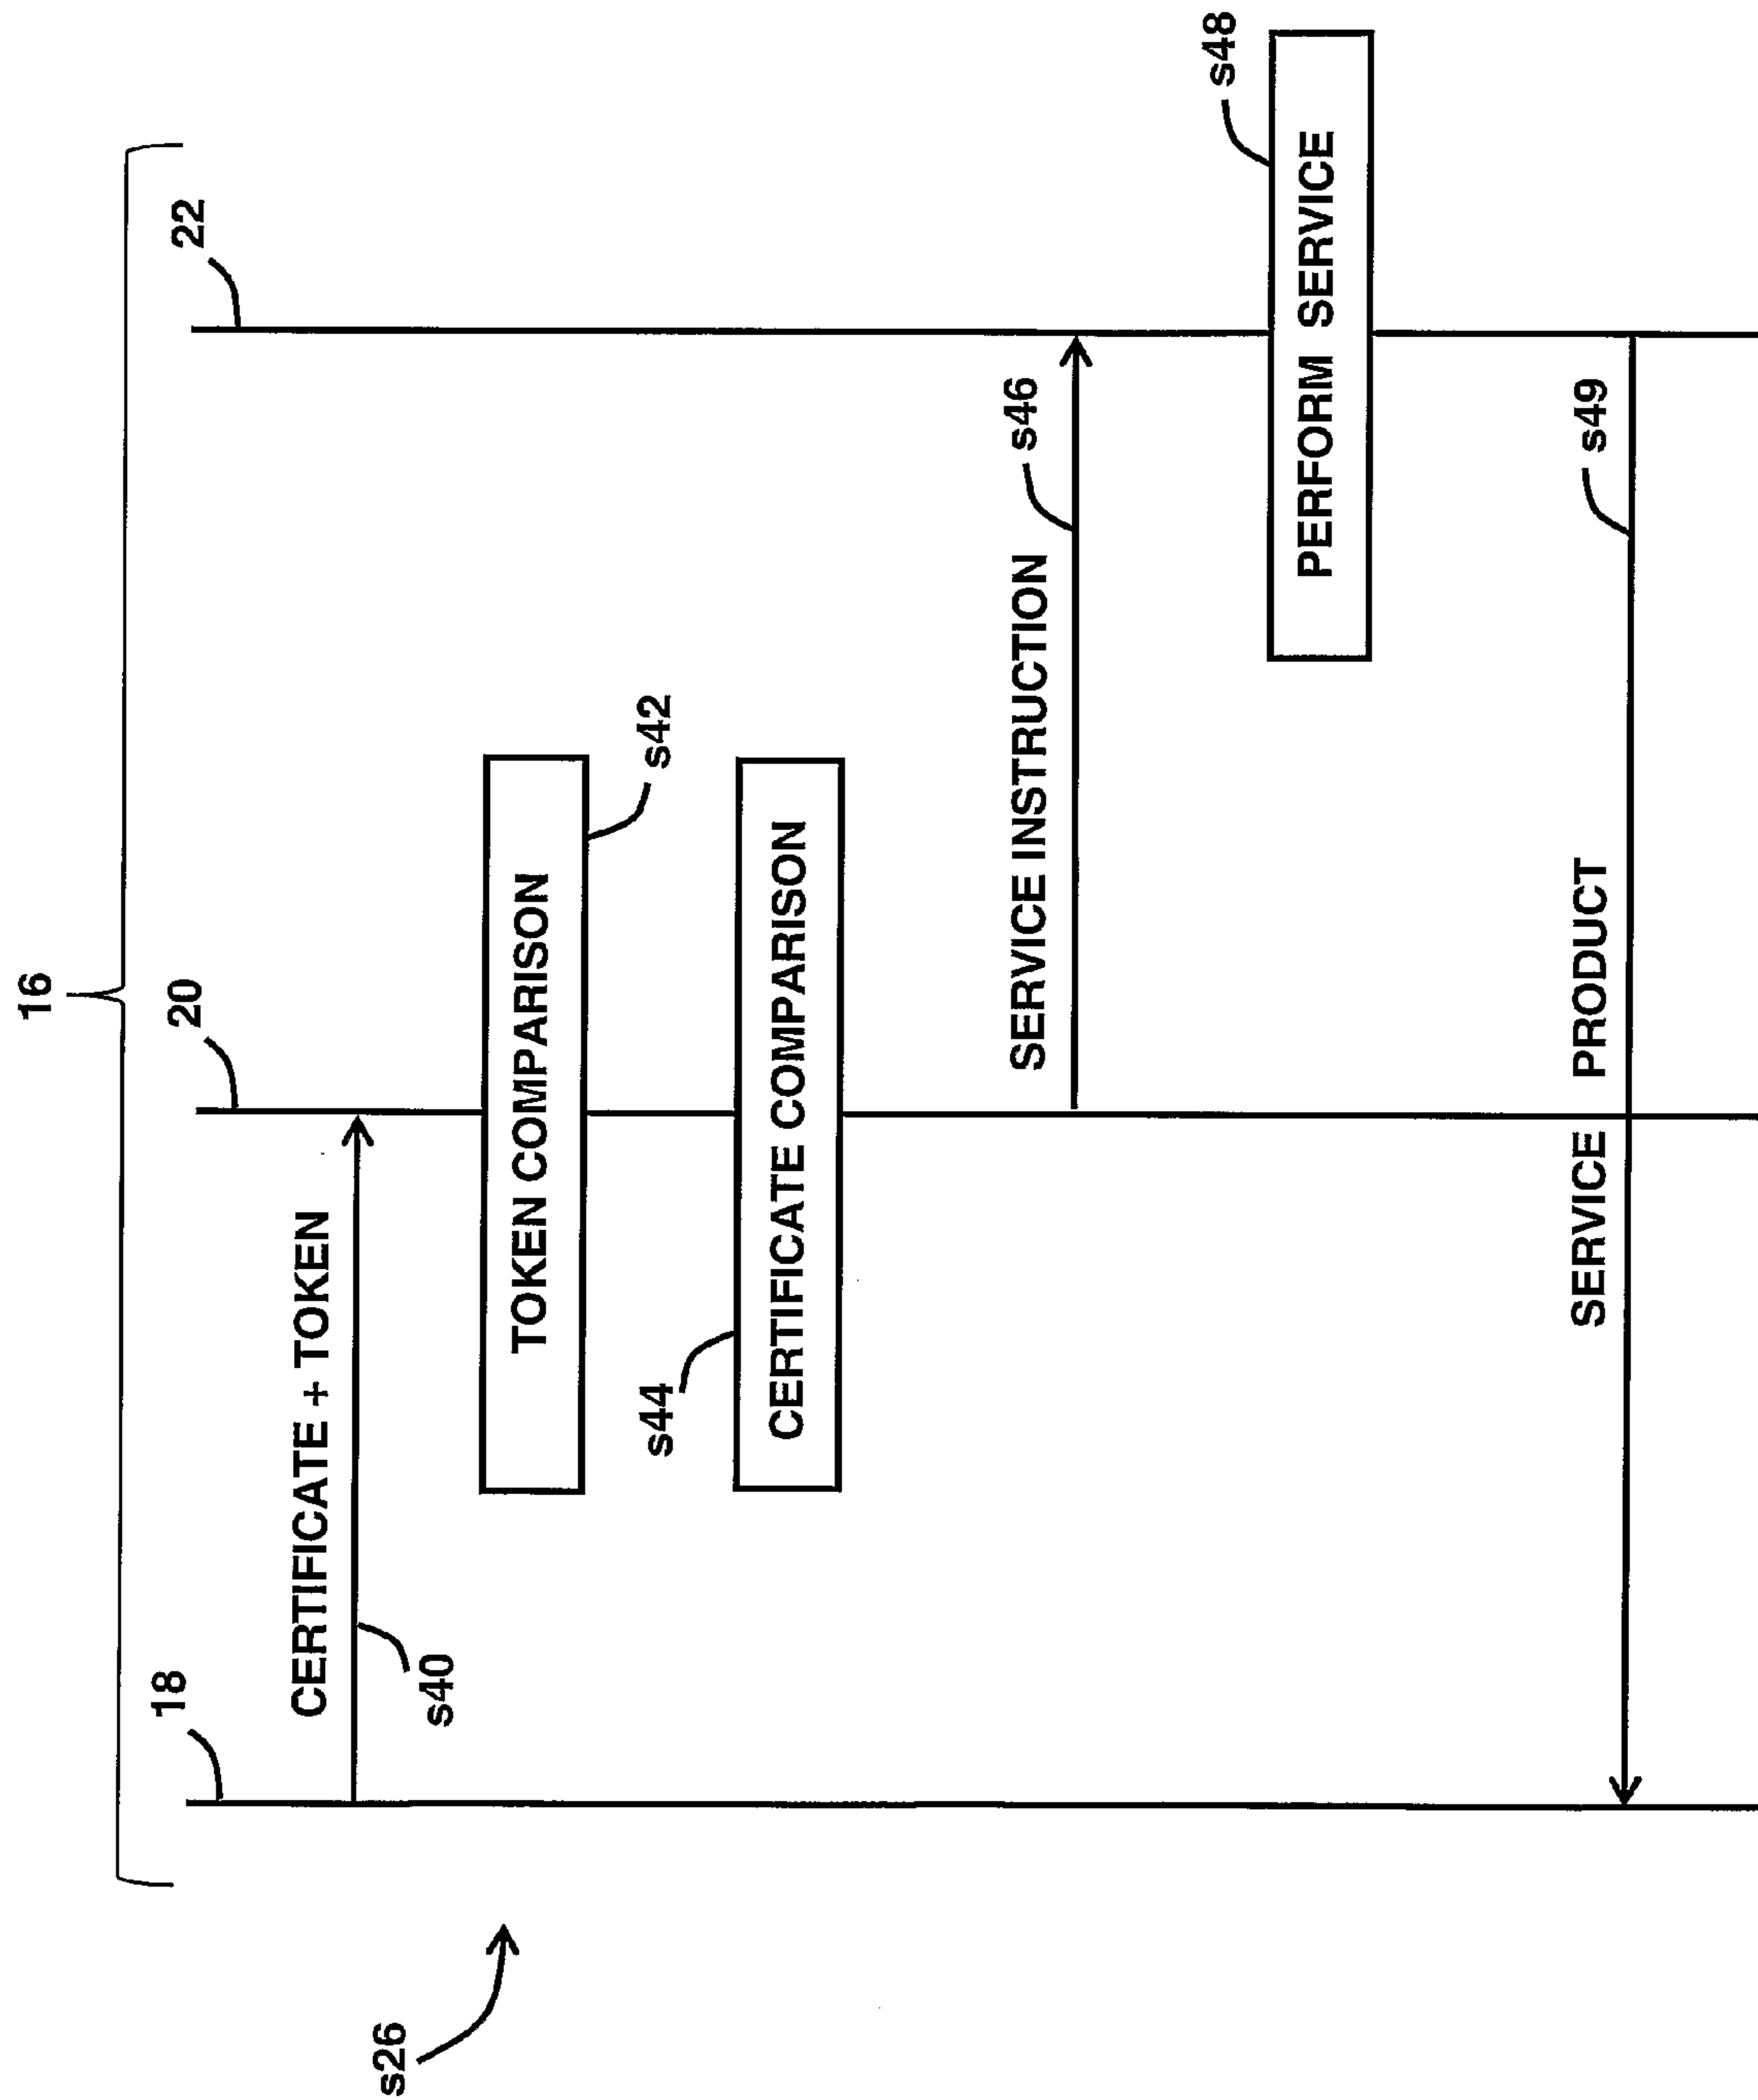 16
18
20
22
CERTIFICATE + TOKEN
s40
s26
TOKEN COMPARISON
s42
s44
CERTIFICATE COMPARISON
SERVICE INSTRUCTION
s46
s48
PERFORM SERVICE
SERVICE PRODUCT
s49